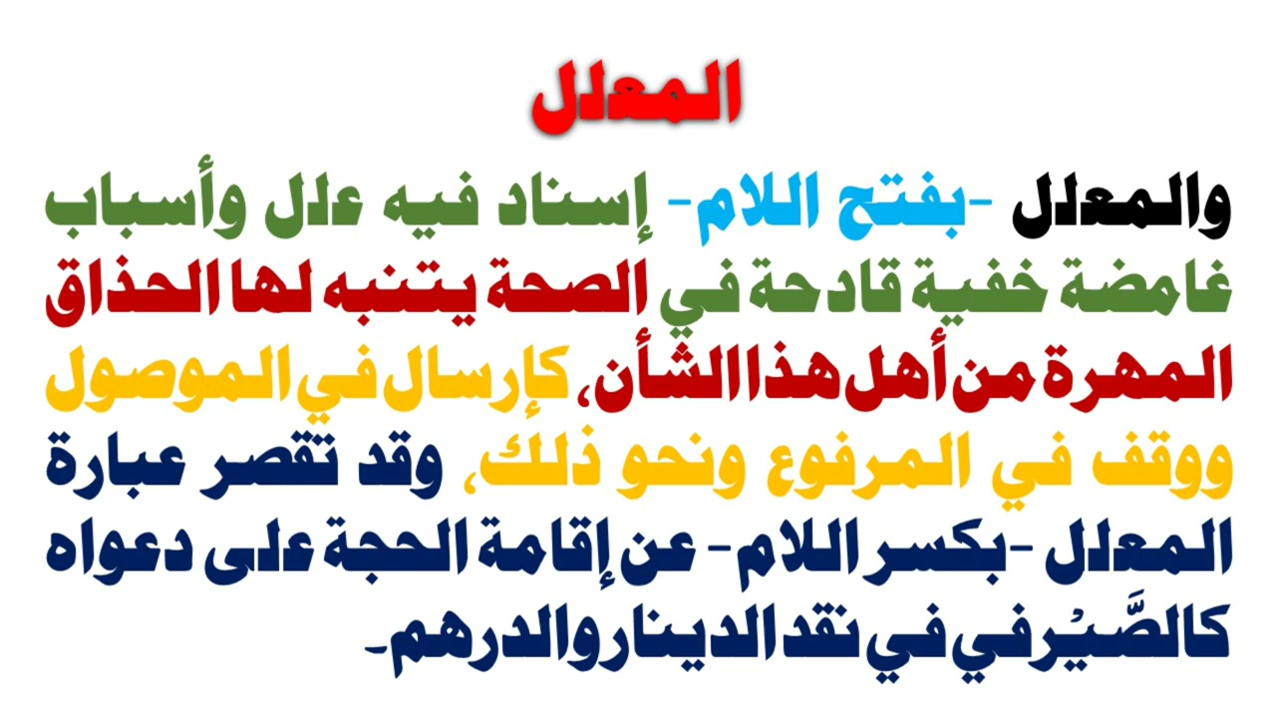 المعلل
والمعلل -بفتح اللام- إسناد فيه علل وأسباب
غامضة خفية قادحة في الصحة يتنبه لها الحذاق
المهرة من أهل هذا الشأن، كإرسال في الموصول
ووقف في المرفوع ونحو ذلك، وقد تقصر عبارة
المعلل -بكسر اللام- عن إقامة الحجة على دعواه
كالصَّيْرفي في نقد الدينار والدرهم.